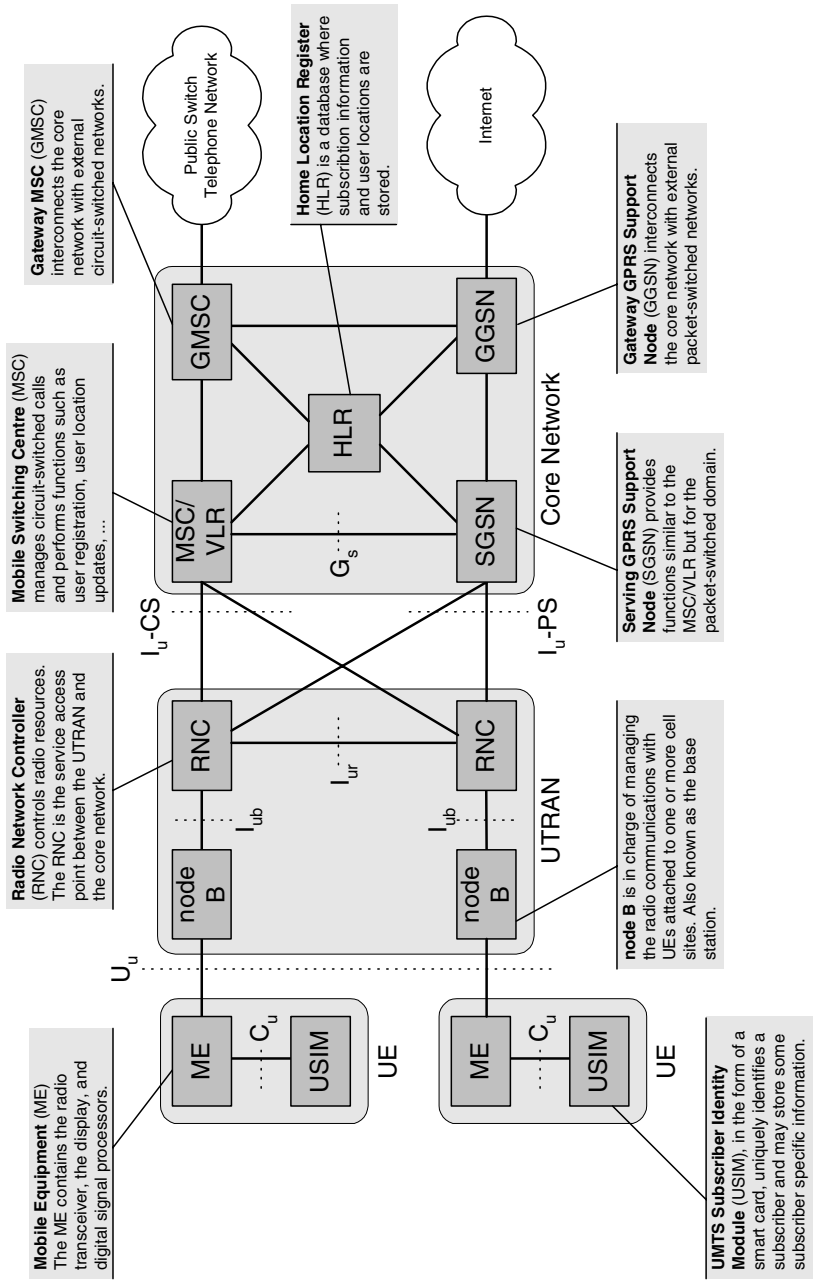 Mobile Equipment (ME)
The ME contains the radio
transceiver, the display, and
digital signal processors.
Radio Network Controller
(RNC) controls radio resources.
The RNC is the service access
point between the UTRAN and
the core network.
Mobile Switching Centre (MSC)
manages circuit-switched calls
and performs functions such as
user registration, user location
updates, ...
Gateway MSC (GMSC)
interconnects the core
network with external
circuit-switched networks.
Uu
Iu-CS
ME
Cu
USIM
UE
node
B
Iub
RNC
Iur
MSC/
VLR
Gs
GMSC
HLR
Public Switch
Telephone Network
Home Location Register
(HLR) is a database where
subscribtion information
and user locations are
stored.
ME
Cu
USIM
UE
node
B
Iub
RNC
UTRAN
Iu-PS
SGSN
GGSN
Core Network
Internet
UMTS Subscriber Identity
Module (USIM), in the form of a
smart card, uniquely identifies a
subscriber and may store some
subscriber specific information.
node B is in charge of managing
the radio communications with
UEs attached to one or more cell
sites. Also known as the base
station.
Serving GPRS Support
Node (SGSN) provides
functions similar to the
MSC/VLR but for the
packet-switched domain.
Gateway GPRS Support
Node (GGSN) interconnects
the core network with external
packet-switched networks.